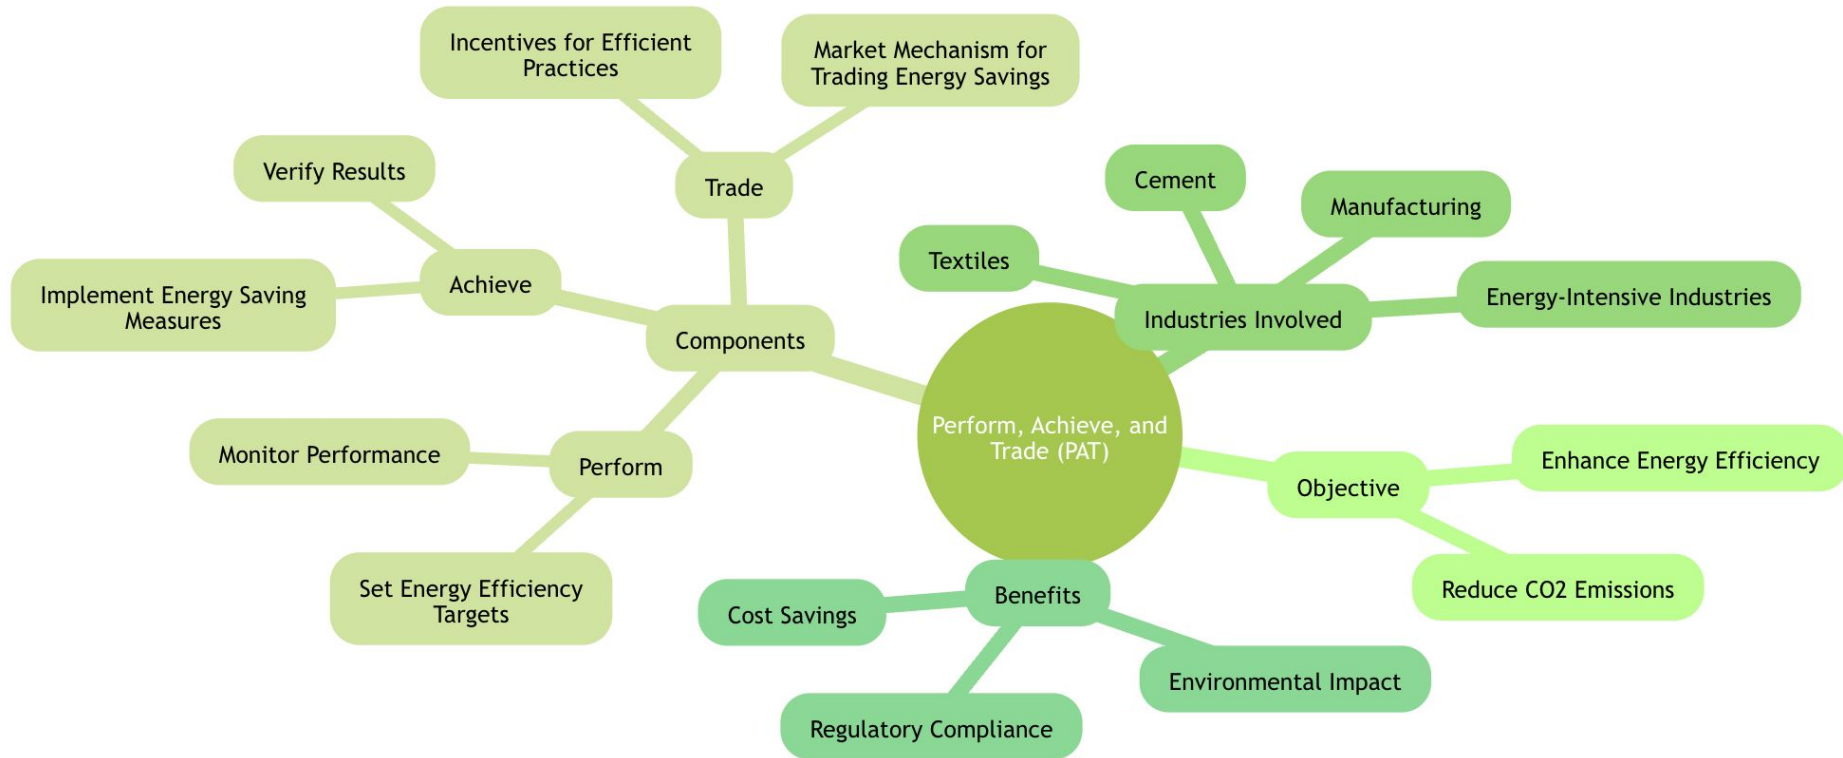 Perform, Achieve, and
Trade (PAT)
Components
Trade
Incentives for Efficient
Practices
Market Mechanism for
Trading Energy Savings
Achieve
Verify Results
Implement Energy Saving
Measures
Perform
Monitor Performance
Set Energy Efficiency
Targets
Industries Involved
Textiles
Cement
Manufacturing
Energy-Intensive Industries
Objective
Enhance Energy Efficiency
Reduce CO2 Emissions
Benefits
Cost Savings
Regulatory Compliance
Environmental Impact